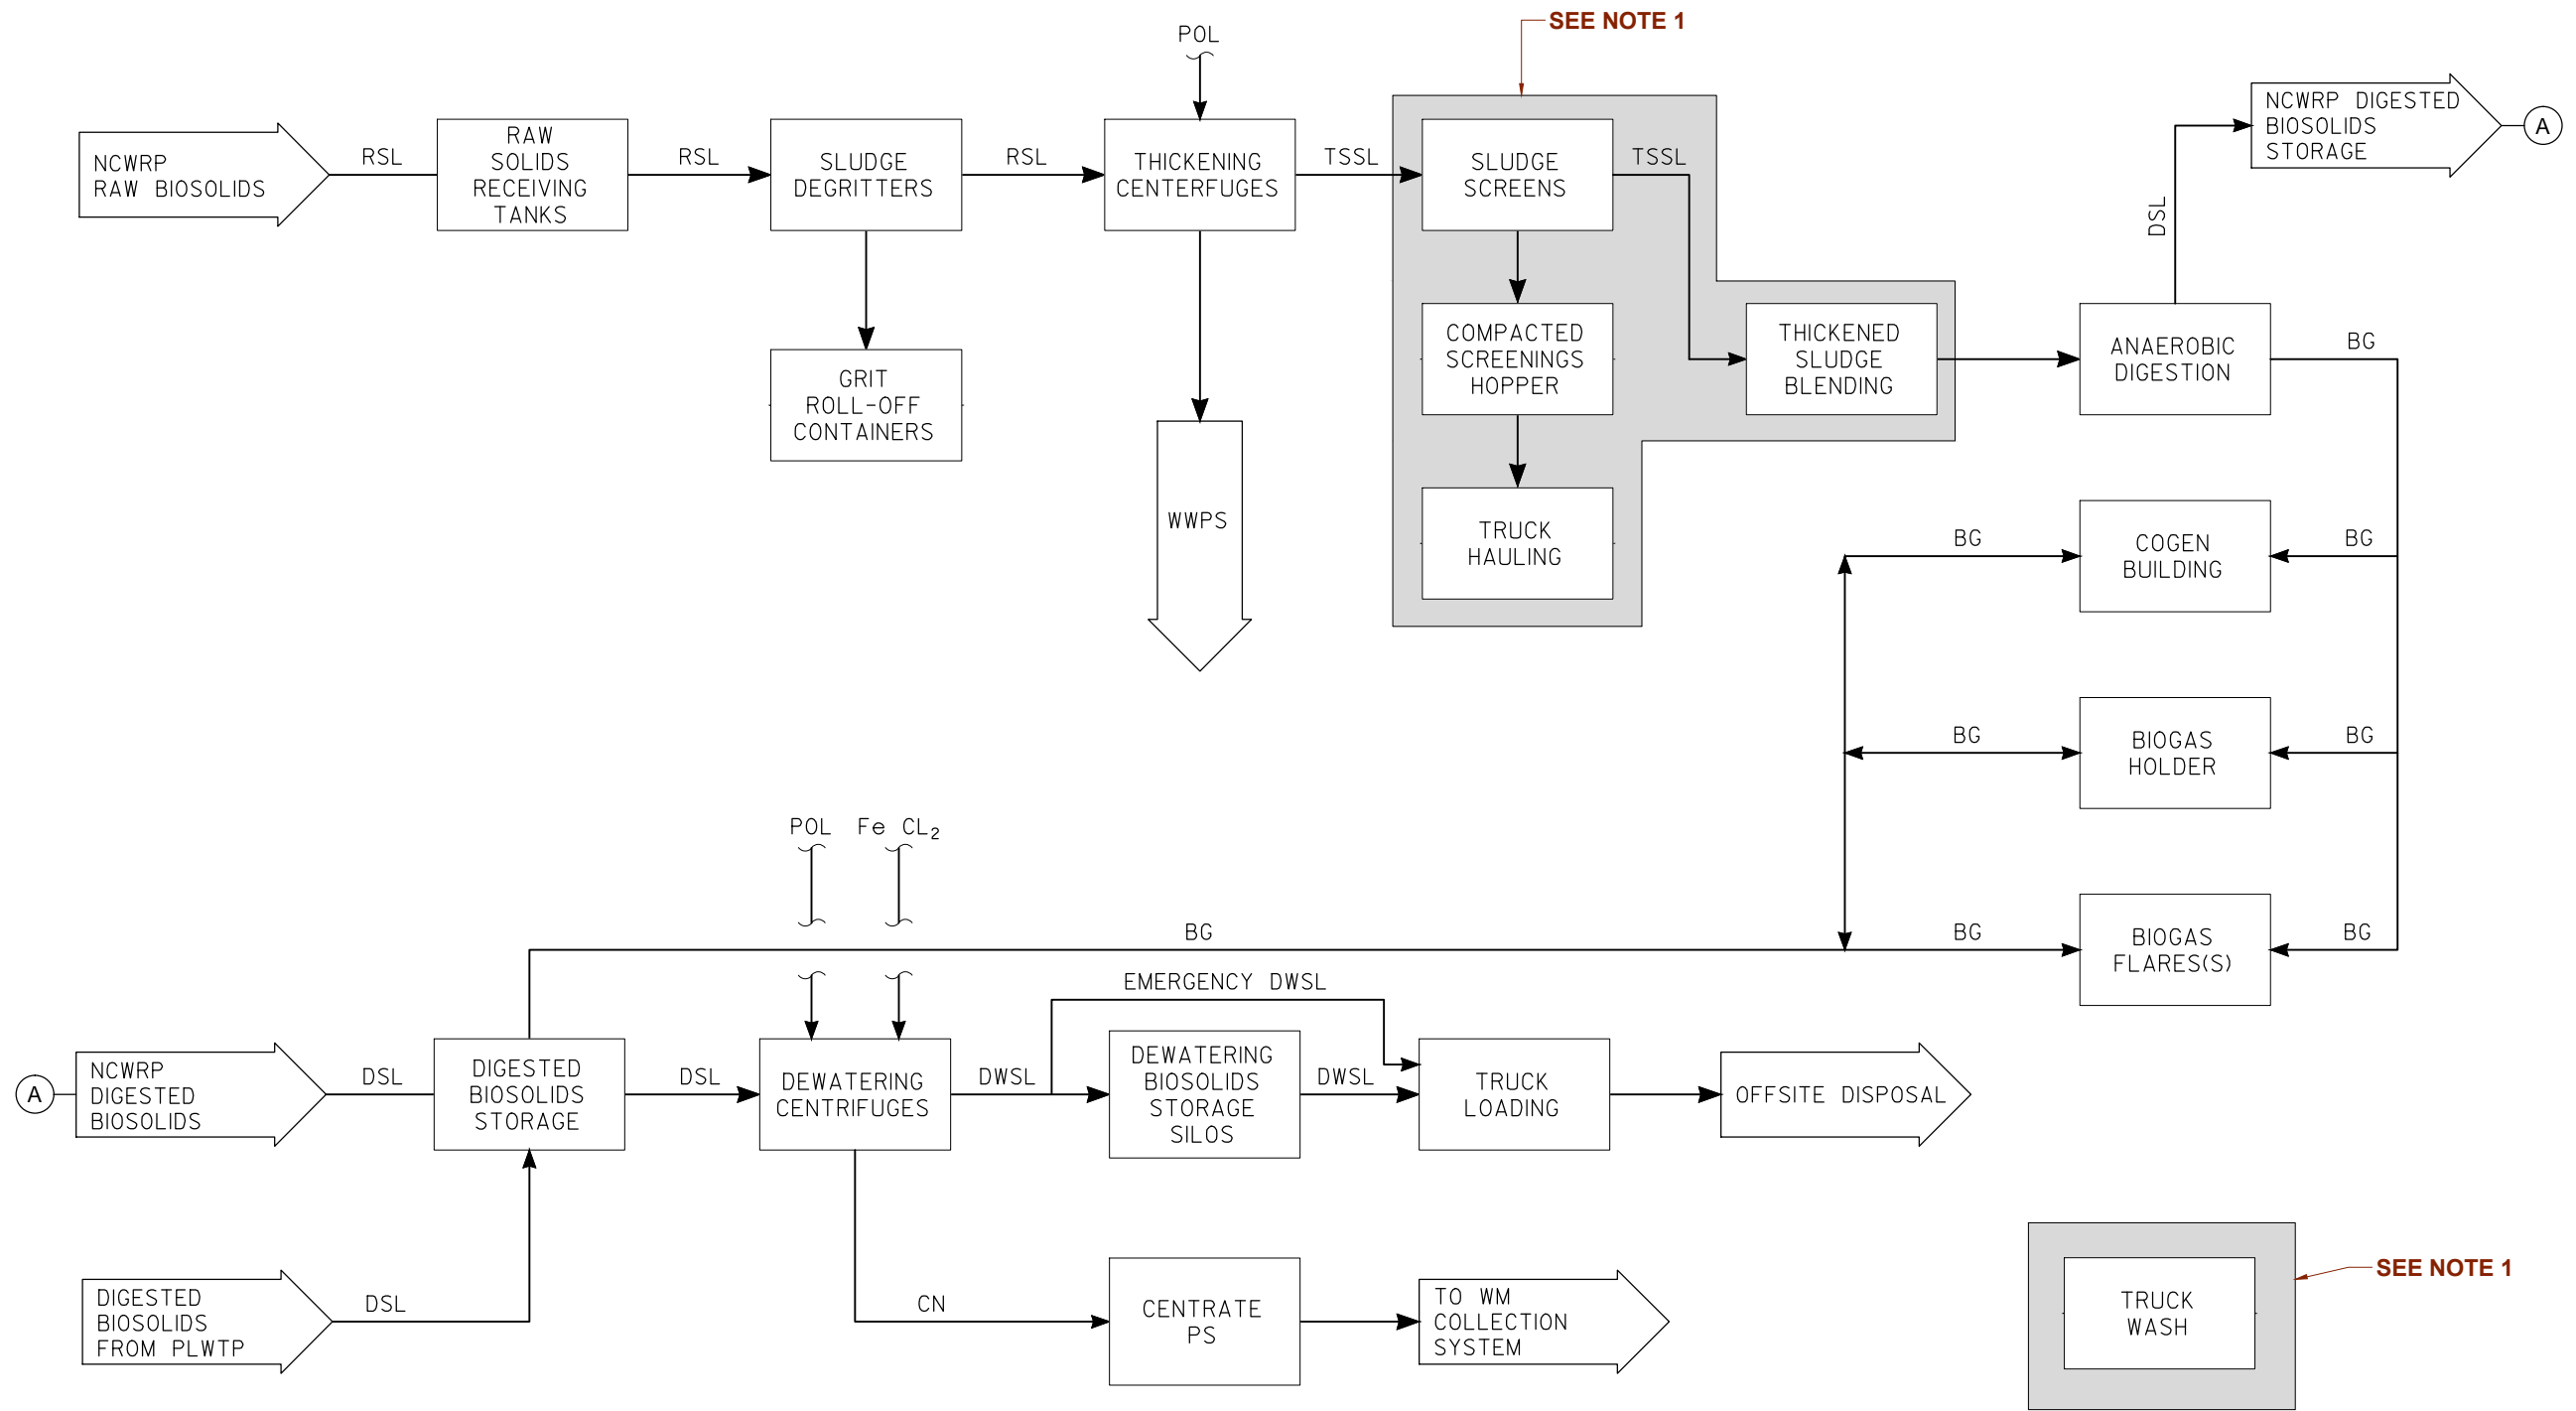 SEE NOTE 1
POL
NCWRP
RAW BIOSOLIDS
RSL
RAW
SOLIDS
RECEIVING
TANKS
RSL
SLUDGE
DEGRITTERS
RSL
THICKENING
CENTERFUGES
TSSL
SLUDGE
SCREENS
TSSL
NCWRP DIGESTED
BIOSOLIDS
STORAGE
A
DSL
GRIT
ROLL-OFF
CONTAINERS
COMPACTED
SCREENINGS
HOPPER
THICKENED
SLUDGE
BLENDING
ANAEROBIC
DIGESTION
BG
WWPS
TRUCK
HAULING
BG
COGEN
BUILDING
BG
BG
BIOGAS
HOLDER
BG
POL
Fe CL₂
BG
BG
BIOGAS
FLARES(S)
BG
EMERGENCY DWSL
A
NCWRP
DIGESTED
BIOSOLIDS
DSL
DIGESTED
BIOSOLIDS
STORAGE
DSL
DEWATERING
CENTRIFUGES
DWSL
DEWATERING
BIOSOLIDS
STORAGE
SILOS
DWSL
TRUCK
LOADING
OFFSITE DISPOSAL
DIGESTED
BIOSOLIDS
FROM PLWTP
DSL
CN
CENTRATE
PS
TO WM
COLLECTION
SYSTEM
TRUCK
WASH
SEE NOTE 1